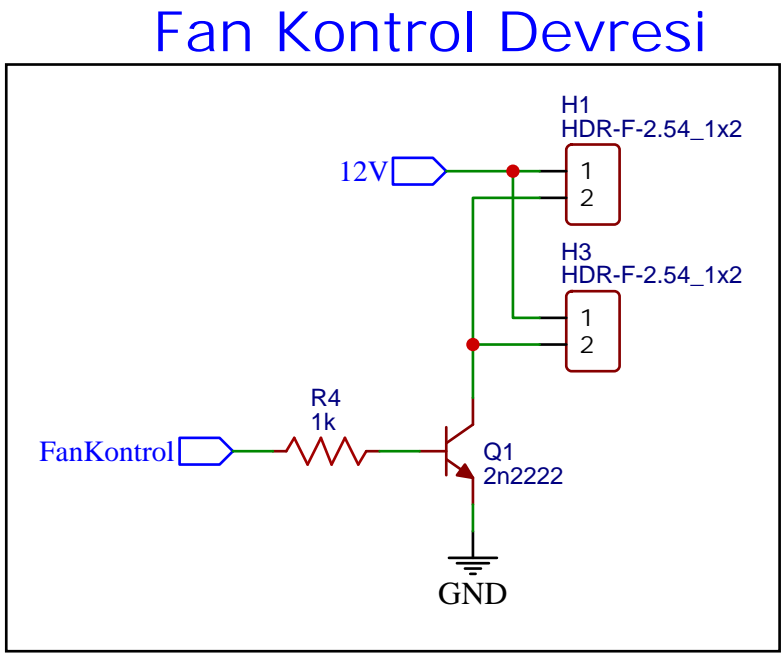 Fan Kontrol Devresi
H1
HDR-F-2.54_1x2
12V
1
2
H3
HDR-F-2.54_1x2
1
2
R4
1k
FanKontrol
Q1
2n2222
GND